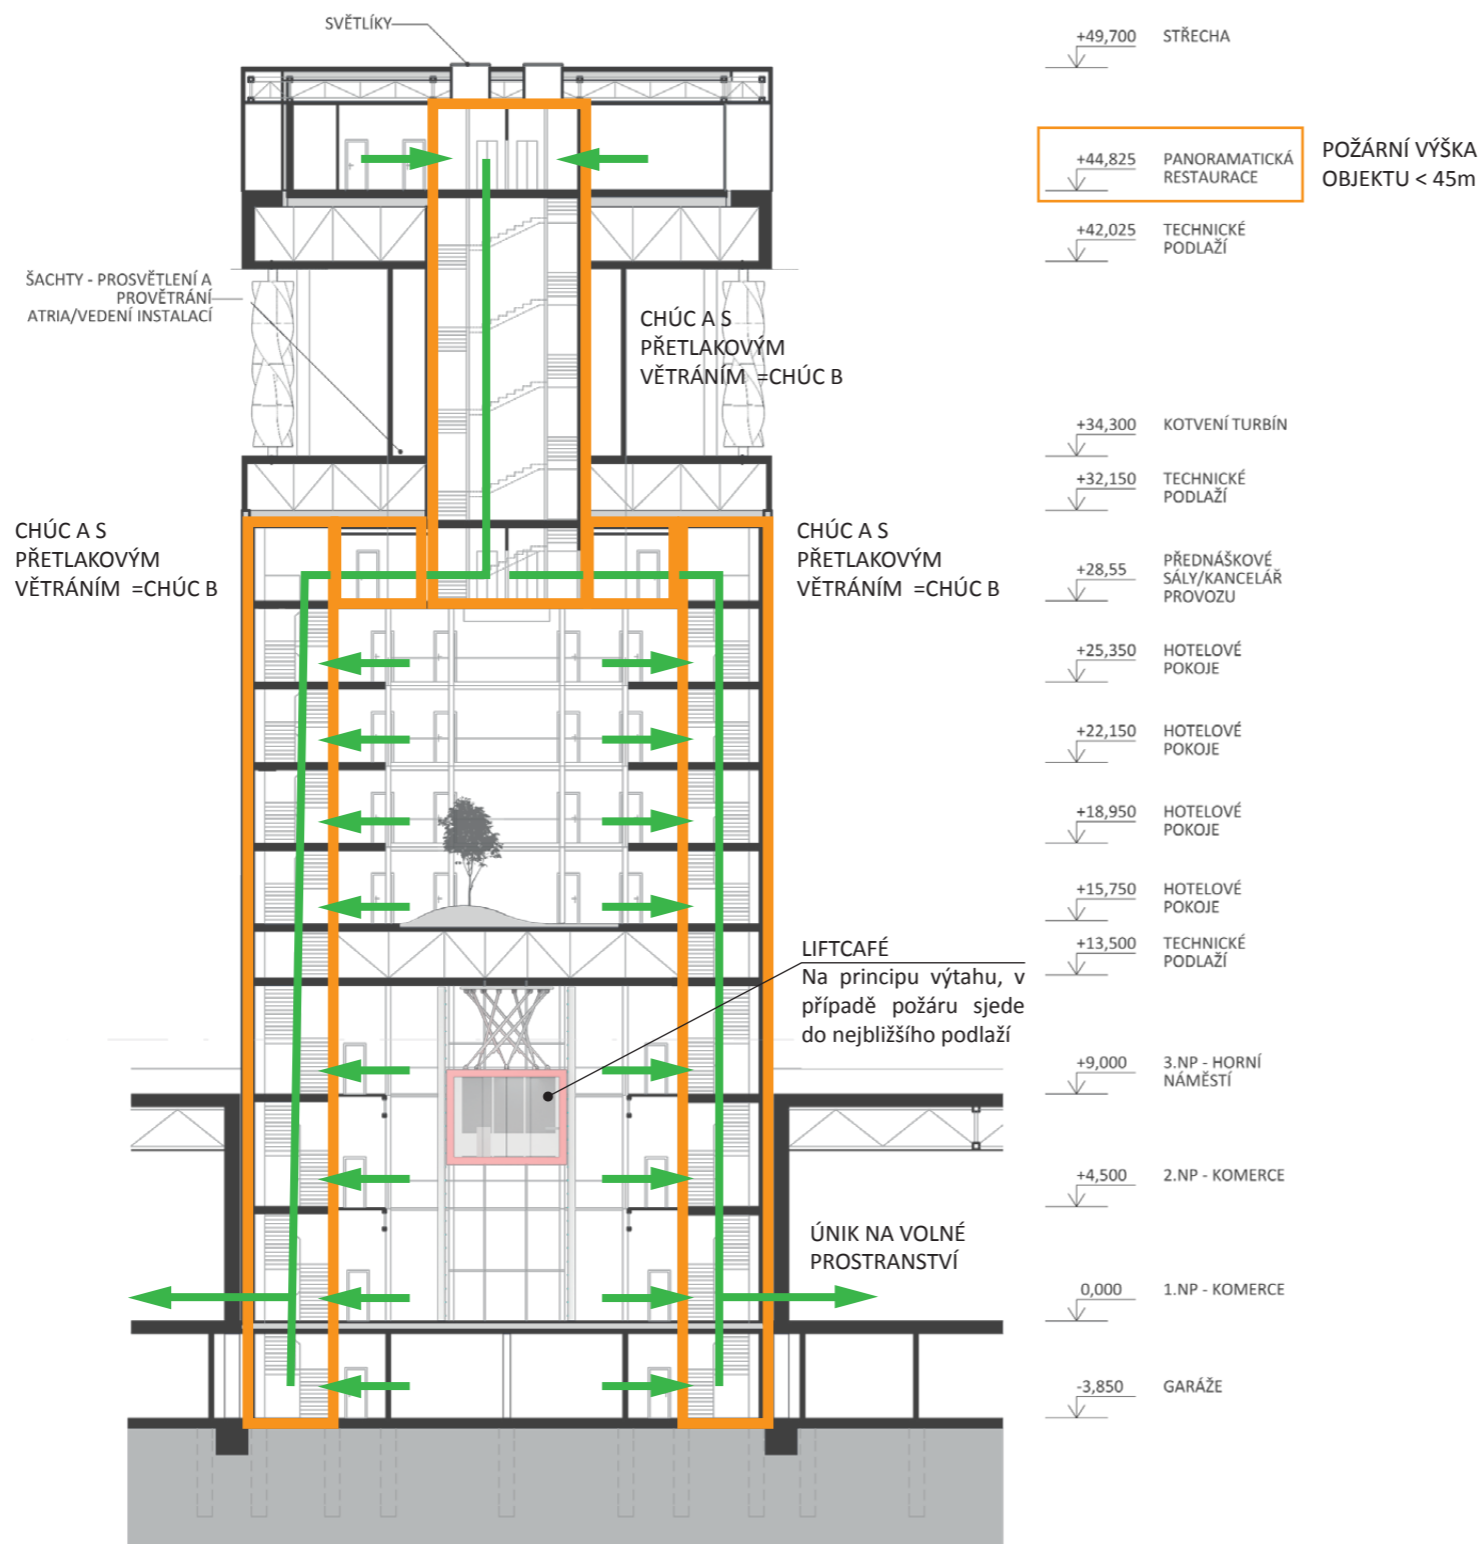 SVĚTLÍKY
+49,700 STŘECHA
+44,825 PANORAMATICKÁ
RESTAURACE
POŽÁRNÍ VÝŠKA
OBJEKTU < 45m
+42,025 TECHNICKÉ
PODLAŽÍ
ŠACHTY - PROSVĚTLENÍ A
PROVĚTRÁNÍ
ATRIA/VEDENÍ INSTALACÍ
CHÚC A S
PŘETLAKOVÝM
VĚTRÁNÍM =CHÚC B
+34,300 KOTVENÍ TURBÍN
+32,150 TECHNICKÉ
PODLAŽÍ
CHÚC A S
PŘETLAKOVÝM
VĚTRÁNÍM =CHÚC B
CHÚC A S
PŘETLAKOVÝM
VĚTRÁNÍM =CHÚC B
+28,55 PŘEDNÁŠKOVÉ
SÁLY/KANCELÁŘ
PROVOZU
+25,350 HOTELOVÉ
POKOJE
+22,150 HOTELOVÉ
POKOJE
+18,950 HOTELOVÉ
POKOJE
+15,750 HOTELOVÉ
POKOJE
+13,500 TECHNICKÉ
PODLAŽÍ
LIFTCAFÉ
Na principu výtahu, v
případě požáru sjede
do nejbližšího podlaží
+9,000 3.NP - HORNÍ
NÁMĚSTÍ
+4,500 2.NP - KOMERCE
ÚNIK NA VOLNÉ
PROSTRANSTVÍ
0,000 1.NP - KOMERCE
-3,850 GARÁŽE